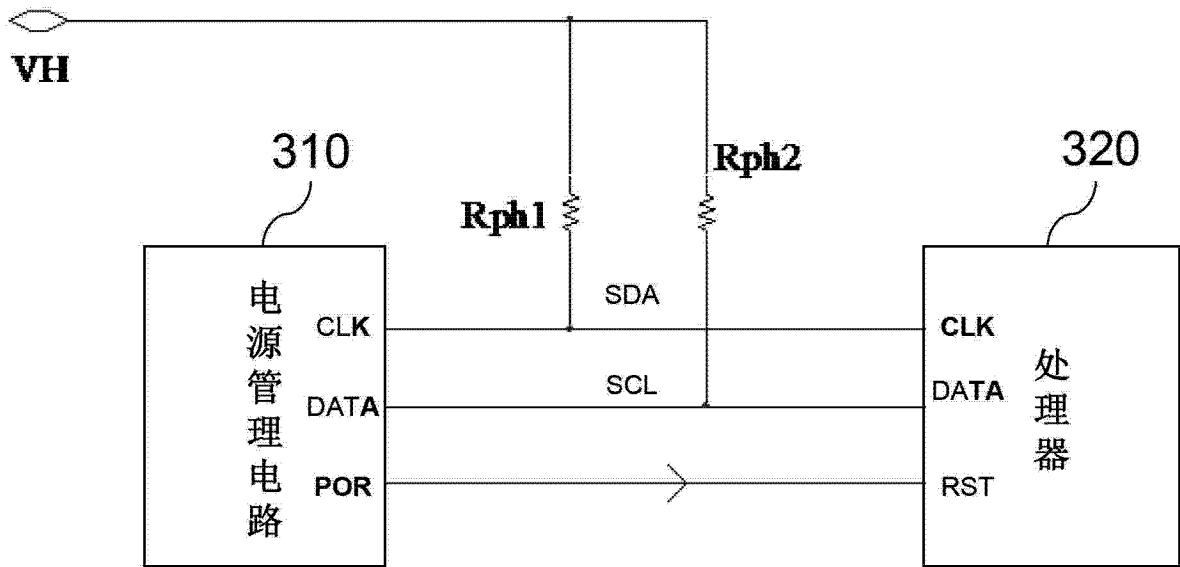 VH
310
320
Rph2
Rph1
电源管理电路
CLK
SDA
CLK
DATA
SCL
DATA
处理器
POR
RST